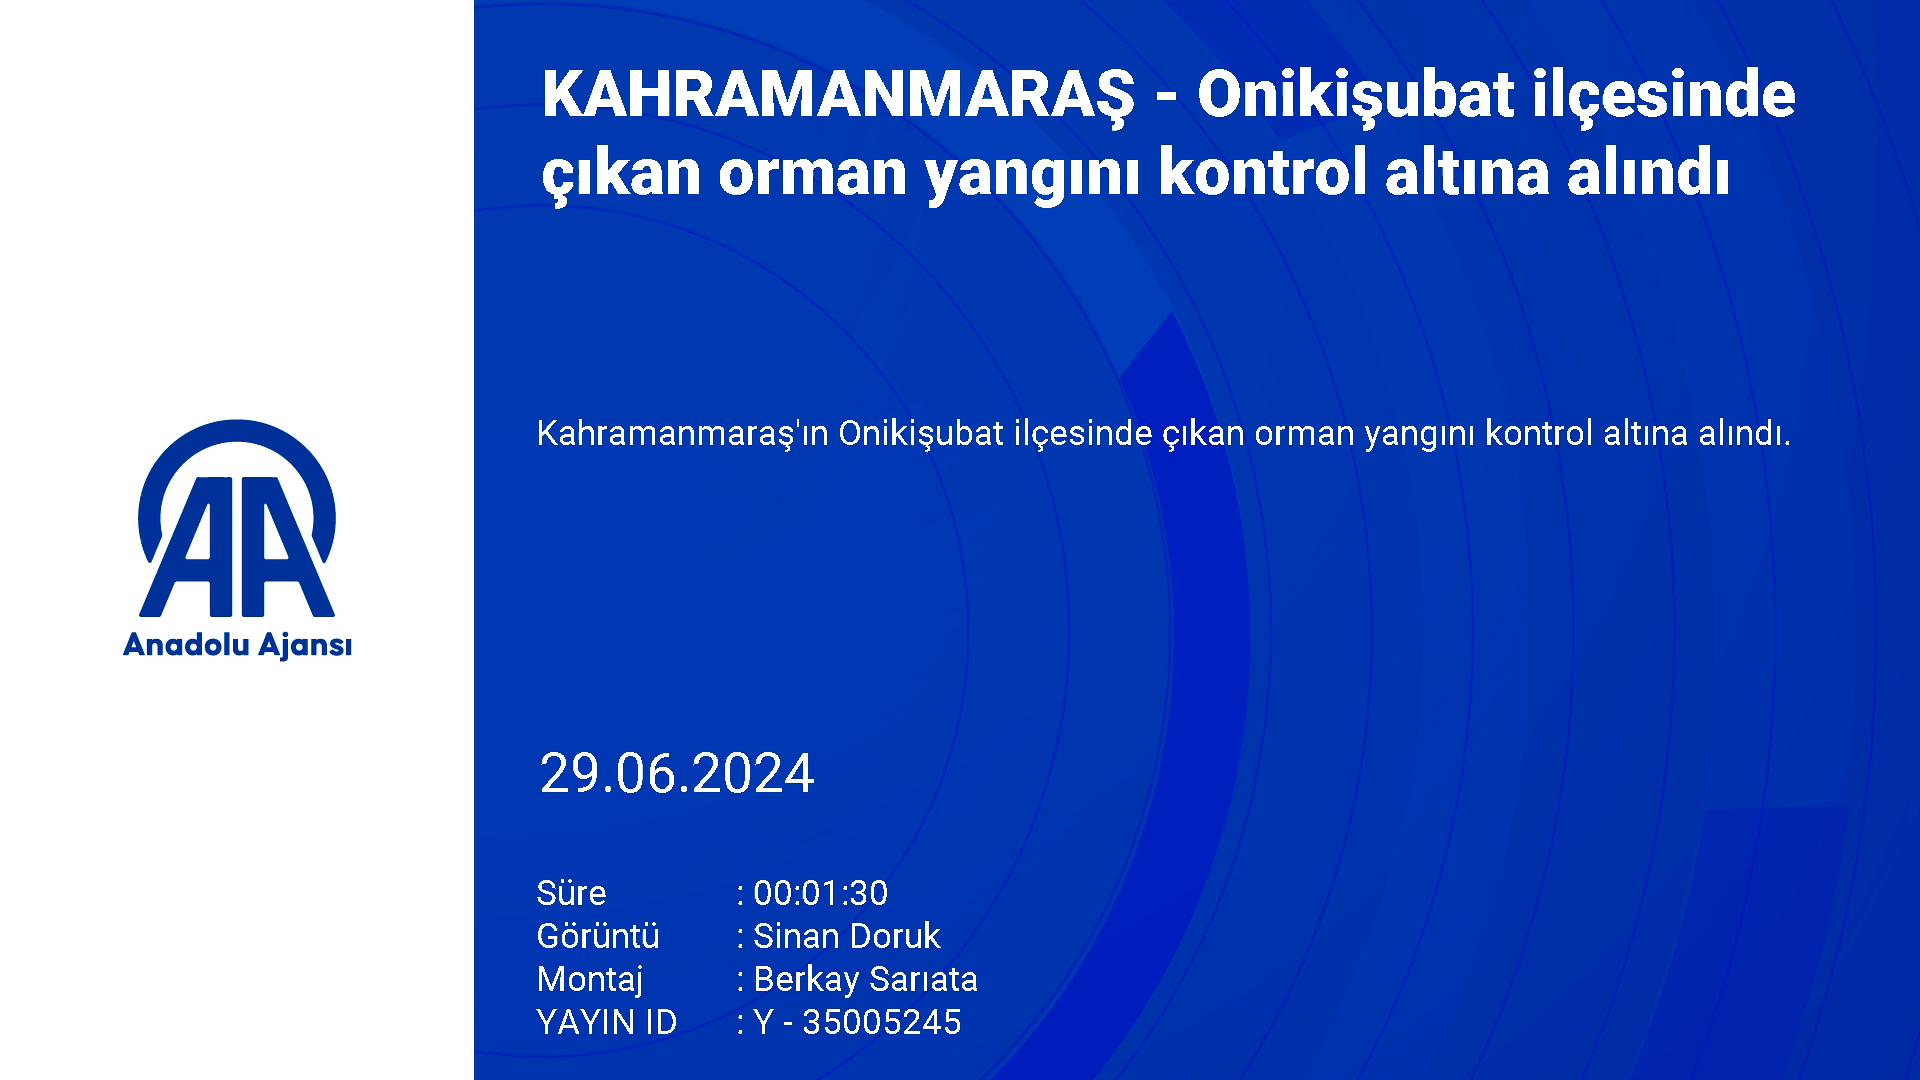 KAHRAMANMARAŞ - Onikişubat ilçesinde
çıkan orman yangını kontrol altına alındı
Kahramanmaraş'ın Onikişubat ilçesinde çıkan orman yangını kontrol altına alındı.
AA
Anadolu Ajansı
29.06.2024
Süre : 00:01:30
Görüntü : Sinan Doruk
Montaj : Berkay Sarıata
YAYIN ID : Y - 35005245